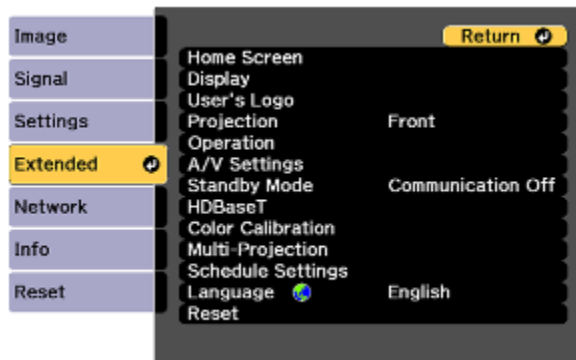 Image
Signal
Settings
Extended
Network
Info
Reset
Return
Home Screen
Display
User's Logo
Projection Front
Operation
A/V Settings
Standby Mode Communication Off
HDBaseT
Color Calibration
Multi-Projection
Schedule Settings
Language English
Reset